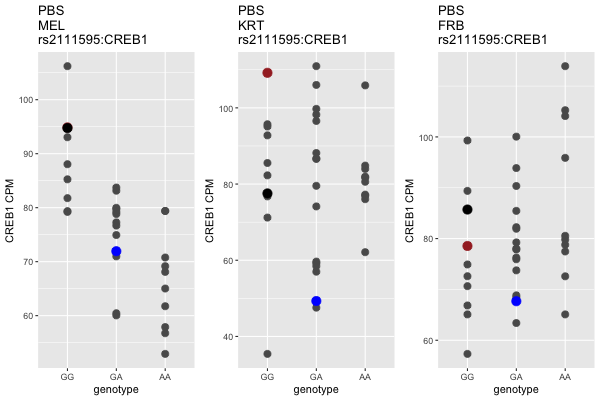 PBS
MEL
rs2111595:CREB1
CREB1 CPM
100
90
80
70
60
GG
GA
AA
genotype
PBS
KRT
rs2111595:CREB1
CREB1 CPM
100
80
60
40
GG
GA
AA
genotype
PBS
FRB
rs2111595:CREB1
CREB1 CPM
100
80
60
GG
GA
AA
genotype